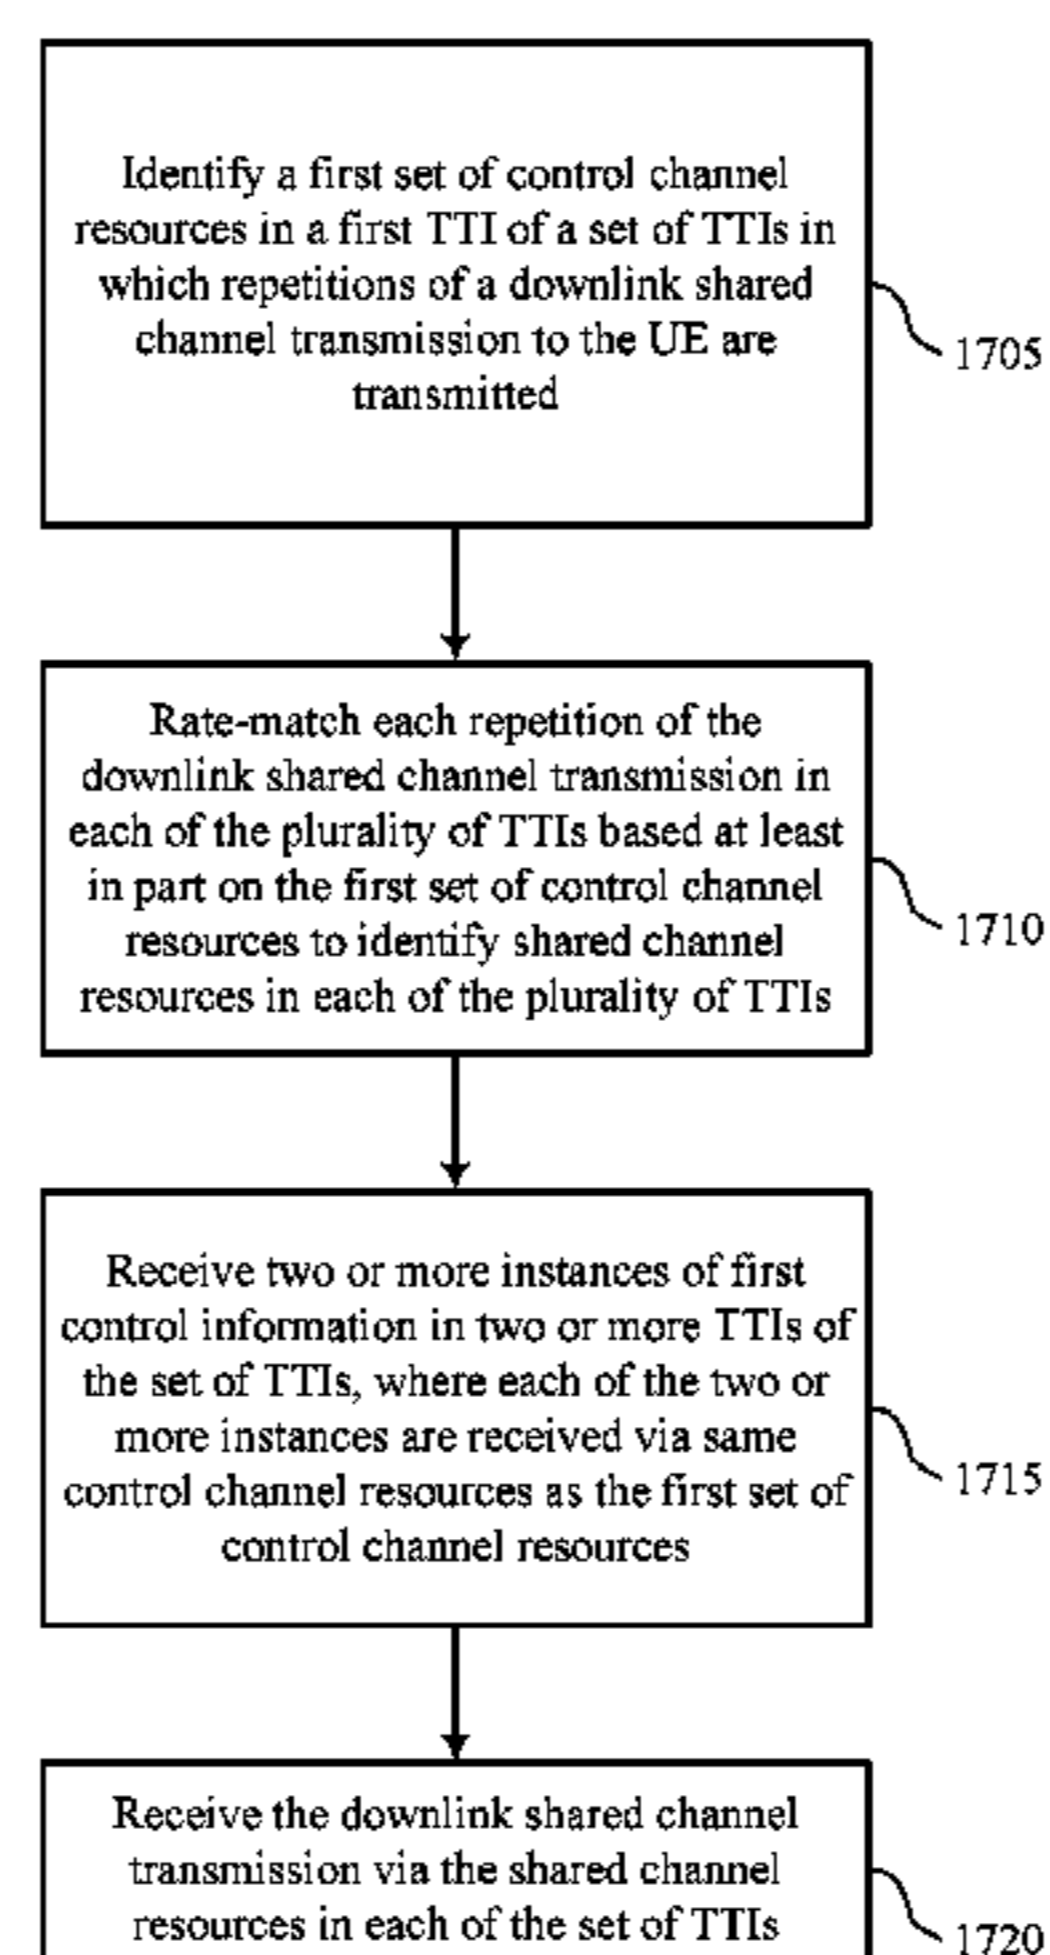 Identify a first set of control channel
resources in a first TTI of a set of TTIs in
which repetitions of a downlink shared
channel transmission to the UE are
transmitted
1705
Rate-match each repetition of the
downlink shared channel transmission in
each of the plurality of TTIs based at least
in part on the first set of control channel
resources to identify shared channel
resources in each of the plurality of TTIs
1710
Receive two or more instances of first
control information in two or more TTIs of
the set of TTIs, where each of the two or
more instances are received via same
control channel resources as the first set of
control channel resources
1715
Receive the downlink shared channel
transmission via the shared channel
resources in each of the set of TTIs
1720